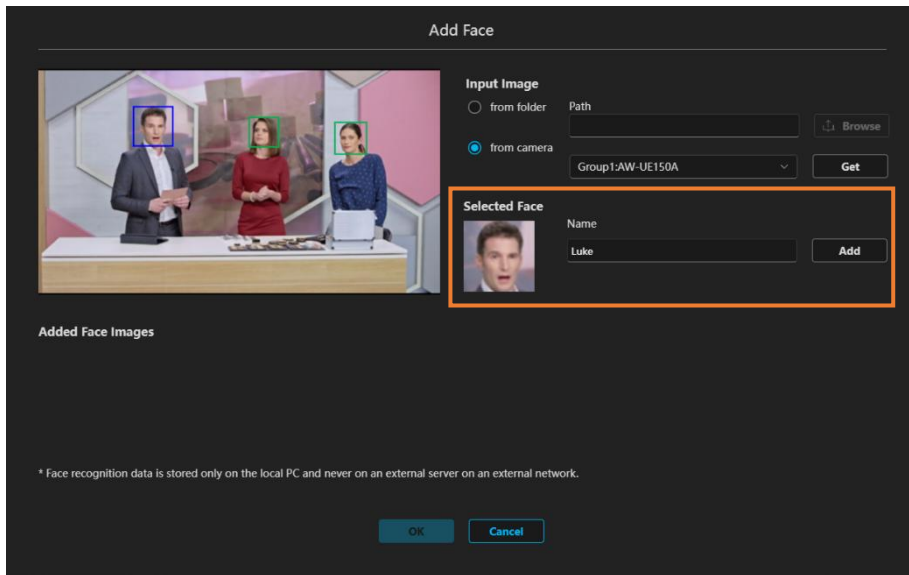 Add Face
Input Image
from folder
Path
Browse
from camera
Group1:AW-UE150A
Get
Selected Face
Name
Luke
Add
Added Face Images
* Face recognition data is stored only on the local PC and never on an external server on an external network.
OK
Cancel